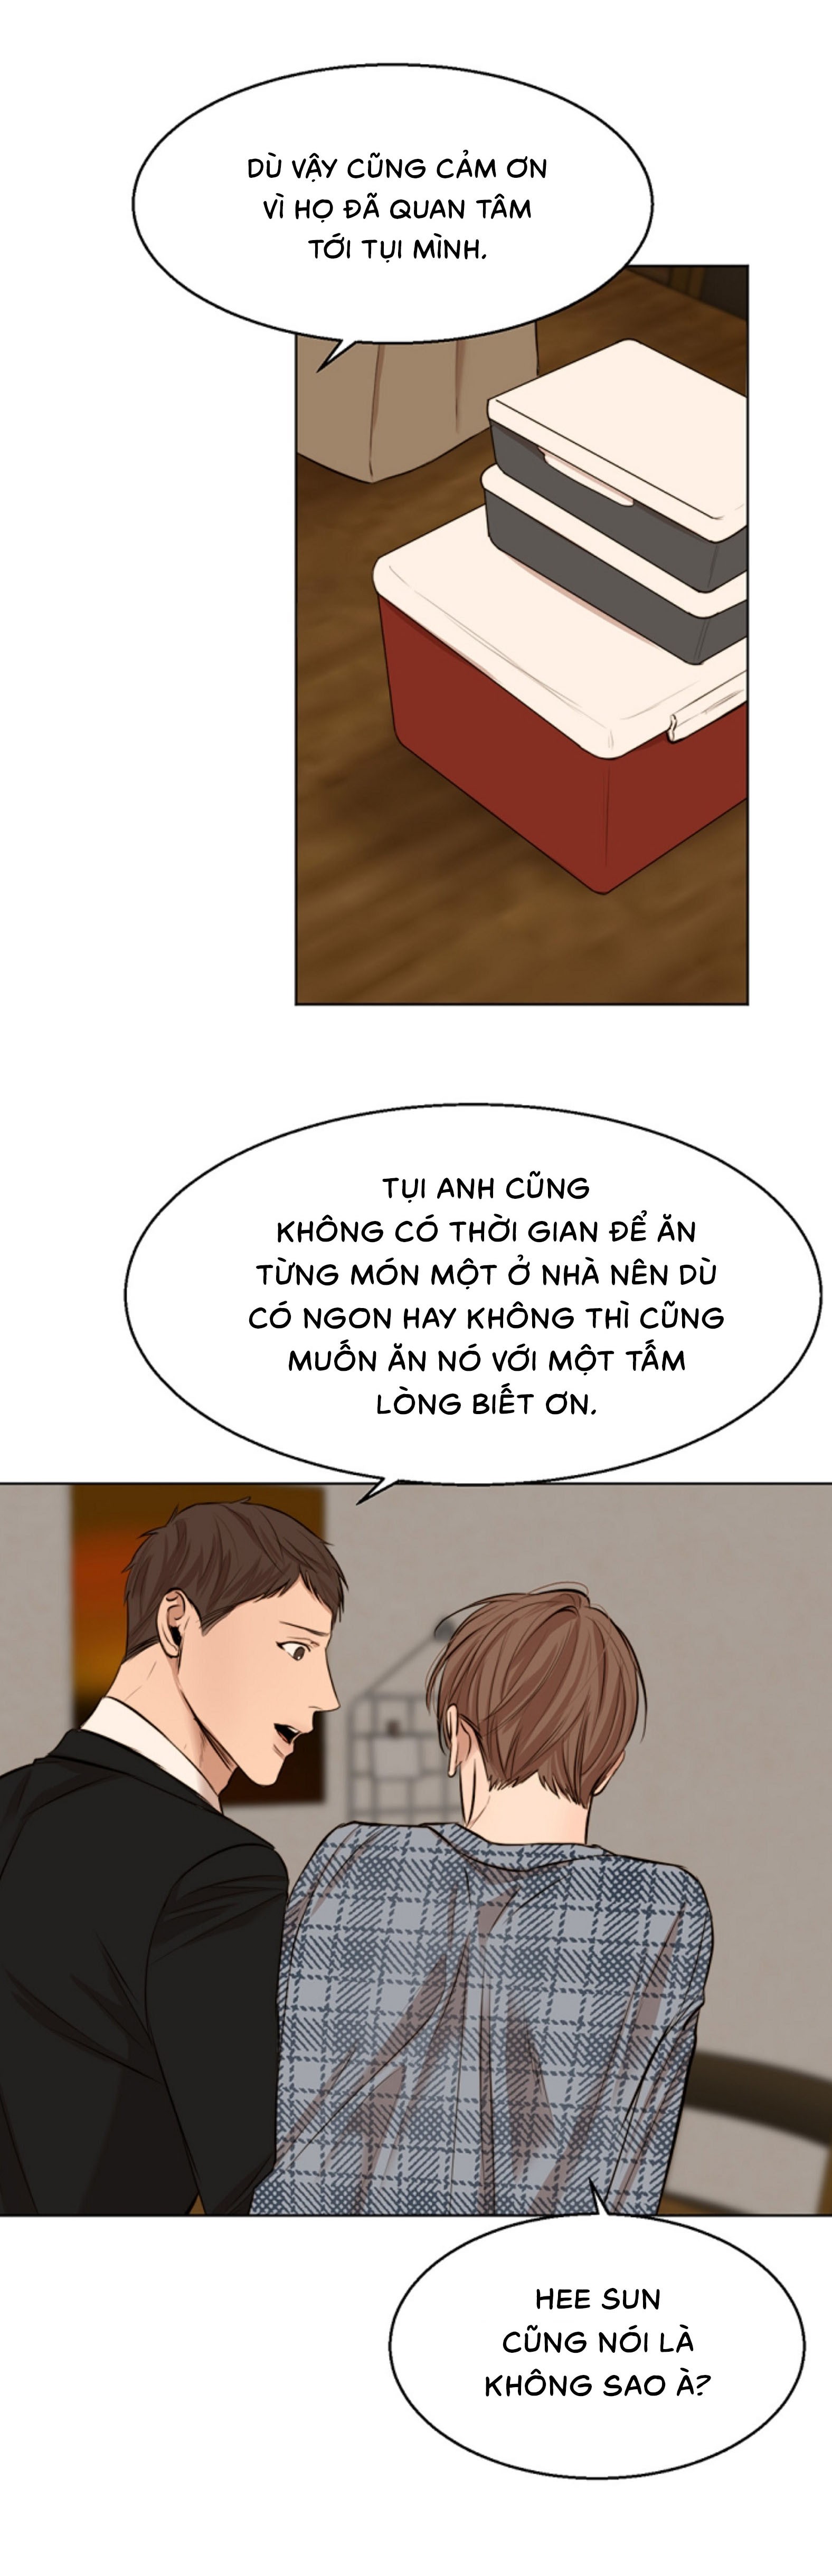 DÙ VẬY CŨNG CẢM ƠN
VÌ HỌ ĐÃ QUAN TÂM
TỚI TỤI MÌNH.
TỤI ANH CŨNG
KHÔNG CÓ THỜI GIAN ĐỂ ĂN
TỪNG MÓN MỘT Ở NHÀ NÊN DÙ
CÓ NGON HAY KHÔNG THÌ CŨNG
MUỐN ĂN NÓ VỚI MỘT TẤM
LÒNG BIẾT ƠN.
HEE SUN
CŨNG NÓI LÀ
KHÔNG SAO À?